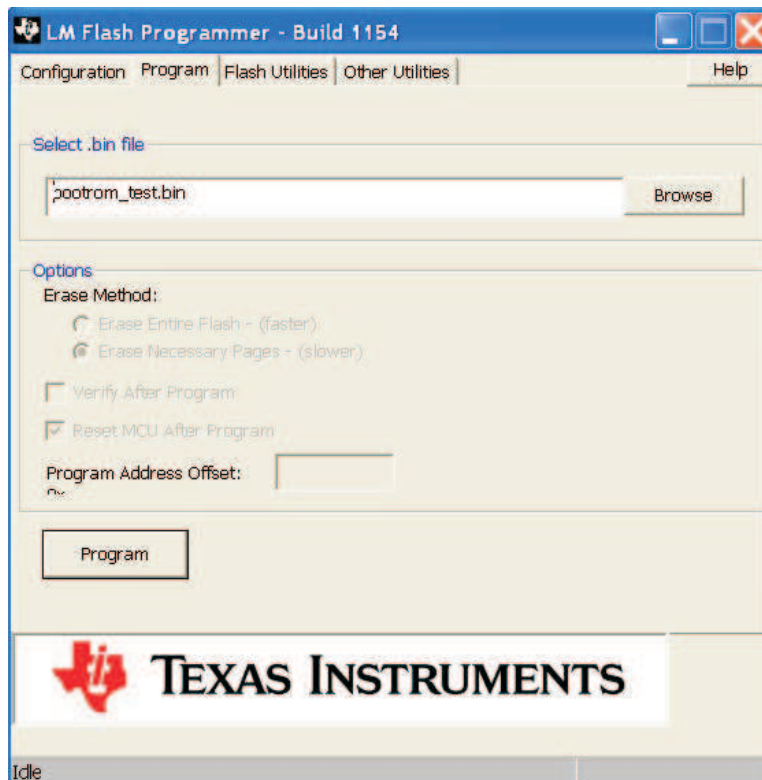 LM Flash Programmer - Build 1154
Configuration Program Flash Utilities Other Utilities Help
Select .bin file
bootrom_test.bin Browse
Options
Erase Method:
Erase Entire Flash - (faster)
Erase Necessary Pages - (slower)
Verify After Program
Reset MCU After Program
Program Address Offset:
0x
Program
TEXAS INSTRUMENTS
Idle